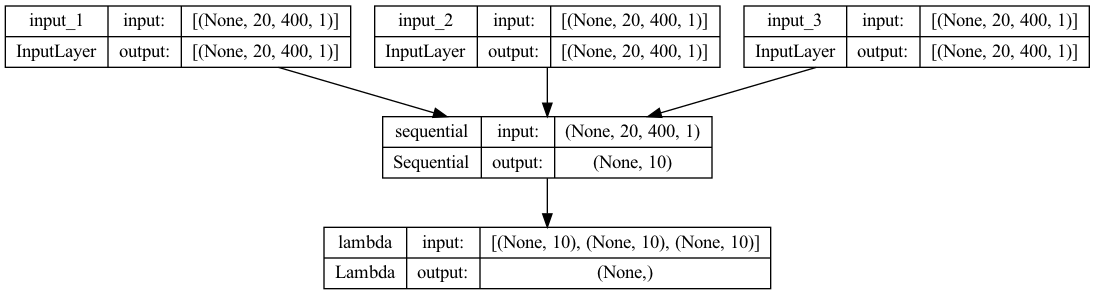 input_1 input: [(None, 20, 400, 1)]
InputLayer output: [(None, 20, 400, 1)]
input_2 input: [(None, 20, 400, 1)]
InputLayer output: [(None, 20, 400, 1)]
input_3 input: [(None, 20, 400, 1)]
InputLayer output: [(None, 20, 400, 1)]
sequential input: (None, 20, 400, 1)
Sequential output: (None, 10)
lambda input: [(None, 10), (None, 10), (None, 10)]
Lambda output: (None,)